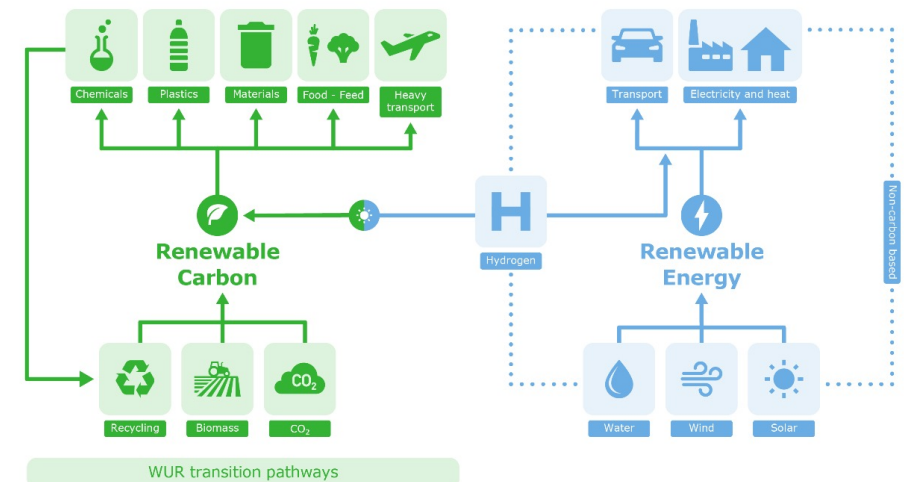 Chemicals
Plastics
Materials
Food - Feed
Heavy
transport
Transport
Electricity and heat
H
Hydrogen
Non-carbon based
Renewable
Carbon
Renewable
Energy
CO₂
Recycling
Biomass
CO₂
Water
Wind
Solar
WUR transition pathways